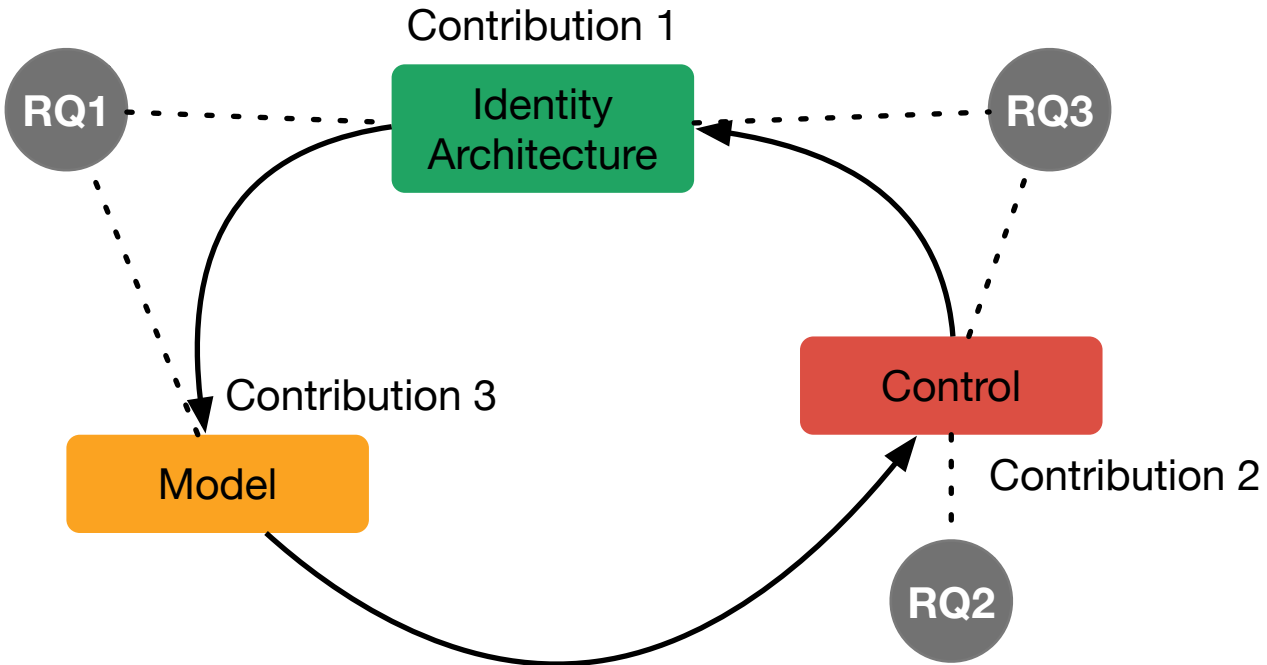 Contribution 1
RQ1
Identity
Architecture
RQ3
Contribution 3
Control
Model
Contribution 2
RQ2